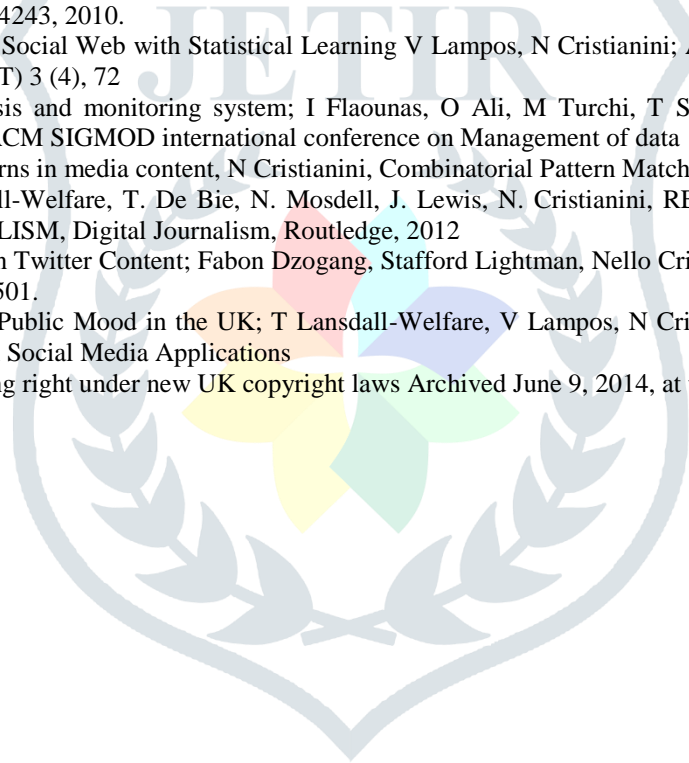 JETIR
4243, 2010.
Social Web with Statistical Learning V Lampos, N Cristianini;
T) 3 (4), 72
sis and monitoring system; I Flaounas, O Ali, M Turchi, T S
ACM SIGMOD international conference on Management of data
rns in media content, N Cristianini, Combinatorial Pattern Match
ll-Welfare, T. De Bie, N. Mosdell, J. Lewis, N. Cristianini, RE
LISM, Digital Journalism, Routledge, 2012
n Twitter Content; Fabon Dzogang, Stafford Lightman, Nello Cri
501.
Public Mood in the UK; T Lansdall-Welfare, V Lampos, N Cri
Social Media Applications
ng right under new UK copyright laws Archived June 9, 2014, at